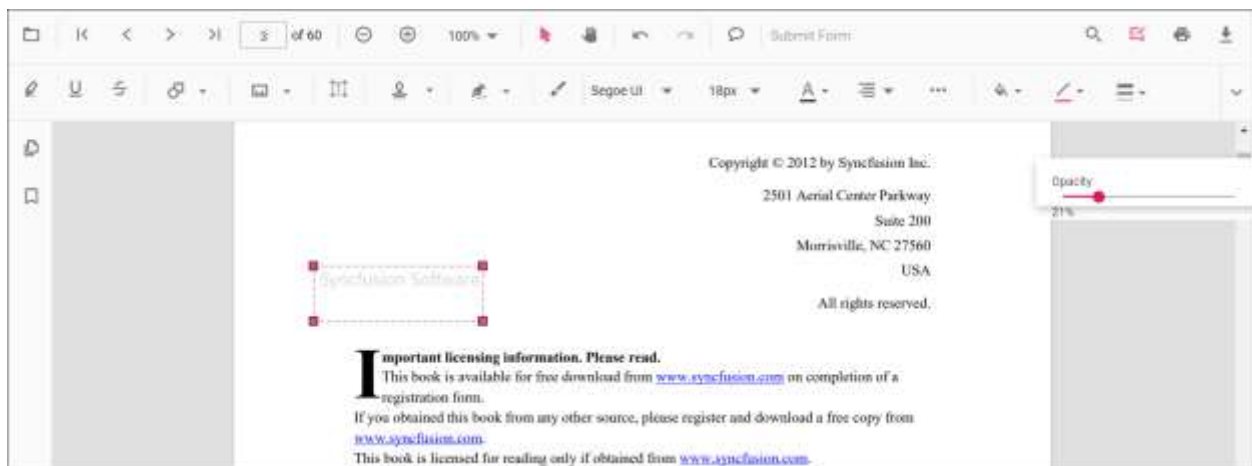 3 of 60 100% Submit Form
Segoe UI 18px
Copyright © 2012 by Syncfusion Inc.
2501 Aerial Center Parkway
Suite 200
Morrisville, NC 27560
USA
All rights reserved.
Opacity
21%
Syncfusion Software
Important licensing information. Please read.
This book is available for free download from www.syncfusion.com on completion of a
registration form.
If you obtained this book from any other source, please register and download a free copy from
www.syncfusion.com.
This book is licensed for reading only if obtained from www.syncfusion.com.